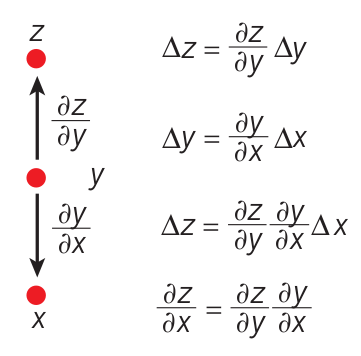 z
Δz = ∂z/∂y Δy
∂z/∂y
Δy = ∂y/∂x Δx
y
∂y/∂x
Δz = ∂z/∂y ∂y/∂x Δx
x
∂z/∂x = ∂z/∂y ∂y/∂x